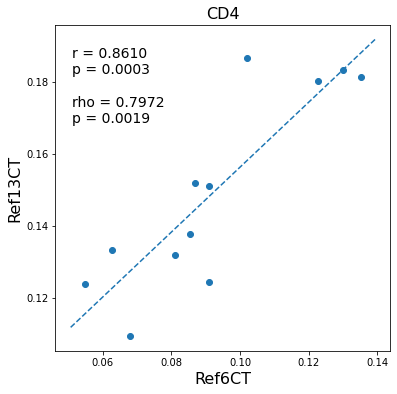 CD4
r = 0.8610
p = 0.0003
rho = 0.7972
p = 0.0019
Ref13CT
0.18
0.16
0.14
0.12
0.06
0.08
0.10
0.12
0.14
Ref6CT